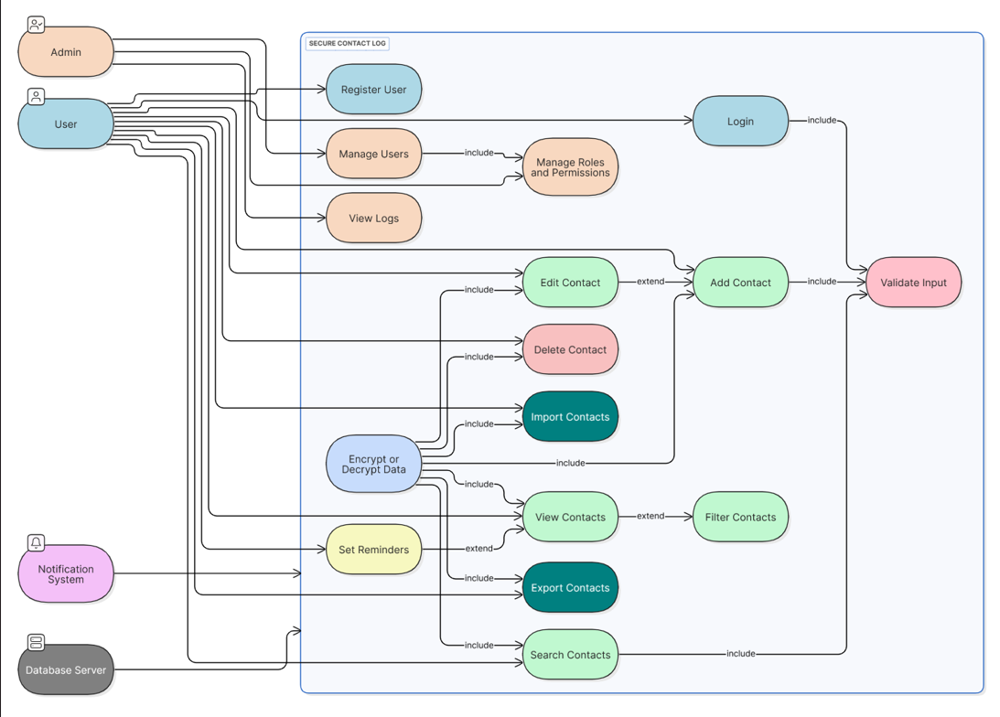 SECURE CONTACT LOG
Admin
Register User
User
Login
include
Manage Users
include
Manage Roles
and Permissions
View Logs
Edit Contact
extend
Add Contact
include
Validate Input
include
Delete Contact
include
Import Contacts
include
Encrypt or
Decrypt Data
include
include
View Contacts
extend
Filter Contacts
Set Reminders
extend
Notification
System
include
Export Contacts
include
Search Contacts
include
Database Server